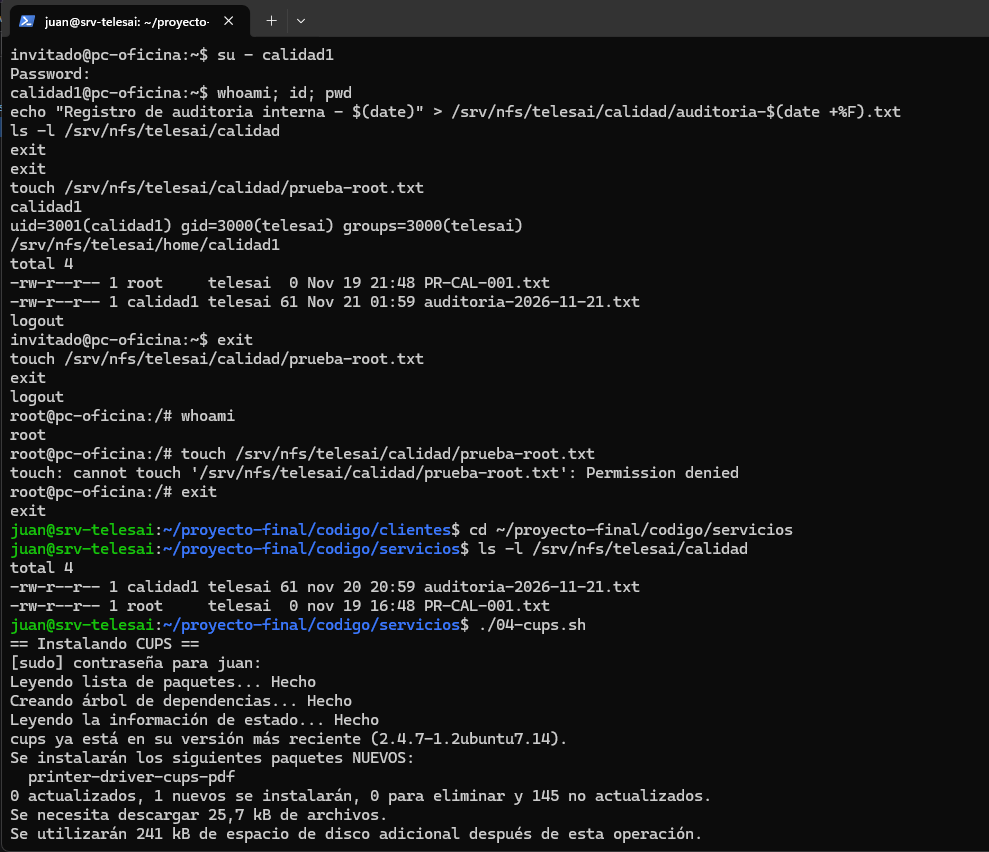 juan@srv-telesai: ~/proyecto-
invitado@pc-oficina:~$ su - calidad1
Password:
calidad1@pc-oficina:~$ whoami; id; pwd
echo "Registro de auditoria interna - $(date)" > /srv/nfs/telesai/calidad/auditoria-$(date +%F).txt
ls -l /srv/nfs/telesai/calidad
exit
exit
touch /srv/nfs/telesai/calidad/prueba-root.txt
calidad1
uid=3001(calidad1) gid=3000(telesai) groups=3000(telesai)
/srv/nfs/telesai/home/calidad1
total 4
-rw-r--r-- 1 root     telesai  0 Nov 19 21:48 PR-CAL-001.txt
-rw-r--r-- 1 calidad1 telesai 61 Nov 21 01:59 auditoria-2026-11-21.txt
logout
invitado@pc-oficina:~$ exit
touch /srv/nfs/telesai/calidad/prueba-root.txt
exit
logout
root@pc-oficina:/# whoami
root
root@pc-oficina:/# touch /srv/nfs/telesai/calidad/prueba-root.txt
touch: cannot touch '/srv/nfs/telesai/calidad/prueba-root.txt': Permission denied
root@pc-oficina:/# exit
exit
juan@srv-telesai:~/proyecto-final/codigo/clientes$ cd ~/proyecto-final/codigo/servicios
juan@srv-telesai:~/proyecto-final/codigo/servicios$ ls -l /srv/nfs/telesai/calidad
total 4
-rw-r--r-- 1 calidad1 telesai 61 nov 20 20:59 auditoria-2026-11-21.txt
-rw-r--r-- 1 root     telesai  0 nov 19 16:48 PR-CAL-001.txt
juan@srv-telesai:~/proyecto-final/codigo/servicios$ ./04-cups.sh
== Instalando CUPS ==
[sudo] contraseña para juan:
Leyendo lista de paquetes... Hecho
Creando árbol de dependencias... Hecho
Leyendo la información de estado... Hecho
cups ya está en su versión más reciente (2.4.7-1.2ubuntu7.14).
Se instalarán los siguientes paquetes NUEVOS:
  printer-driver-cups-pdf
0 actualizados, 1 nuevos se instalarán, 0 para eliminar y 145 no actualizados.
Se necesita descargar 25,7 kB de archivos.
Se utilizarán 241 kB de espacio de disco adicional después de esta operación.